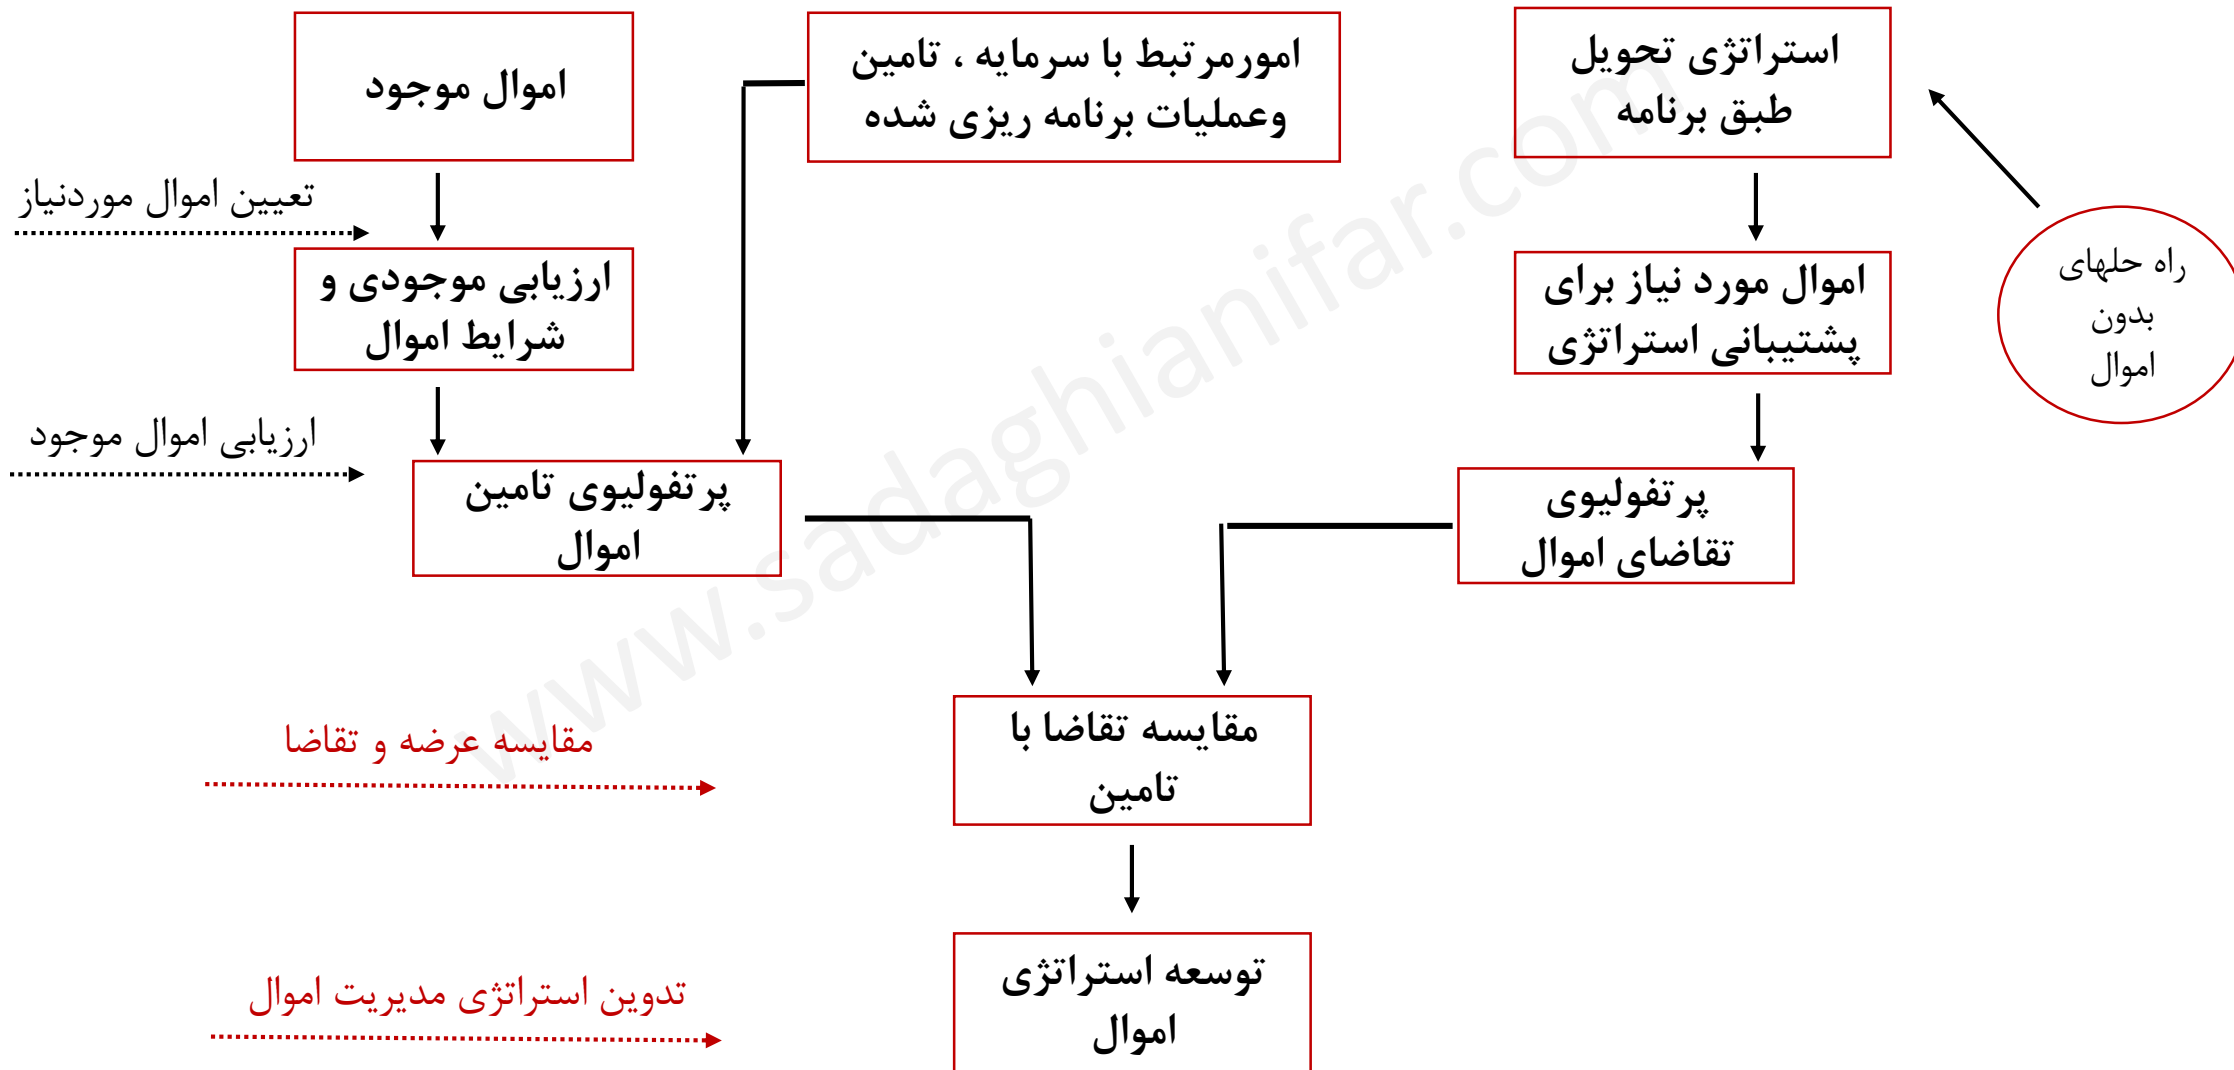 استراتژی تحویل
طبق برنامه
امورمرتبط با سرمایه ، تامین
وعملیات برنامه ریزی شده
اموال موجود
تعیین اموال موردنیاز
راه حلهای
بدون
اموال
اموال مورد نیاز برای
پشتیبانی استراتژی
ارزیابی موجودی و
شرایط اموال
ارزیابی اموال موجود
پرتفولیوی
تقاضای اموال
پرتفولیوی تامین
اموال
مقایسه تقاضا با
تامین
مقایسه عرضه و تقاضا
توسعه استراتژی
اموال
تدوین استراتژی مدیریت اموال
www.sadaghianifar.com